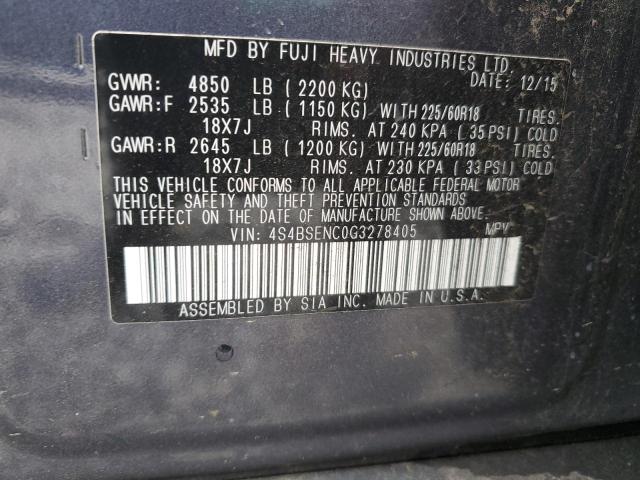 MFD BY FUJI HEAVY INDUSTRIES LTD.
DATE: 12/15
GVWR: 4850 LB (2200 KG)
GAWR:F 2535 LB (1150 KG) WITH 225/60R18 TIRES.
18X7J RIMS. AT 240 KPA (35 PSI) COLD
GAWR:R 2645 LB (1200 KG) WITH 225/60R18 TIRES.
18X7J RIMS. AT 230 KPA (33 PSI) COLD
THIS VEHICLE CONFORMS TO ALL APPLICABLE FEDERAL MOTOR
VEHICLE SAFETY AND THEFT PREVENTION STANDARDS
IN EFFECT ON THE DATE OF MANUFACTURE SHOWN ABOVE.
VIN: 4S4BSENC0G3278405 MPV
ASSEMBLED BY SIA INC. MADE IN U.S.A.